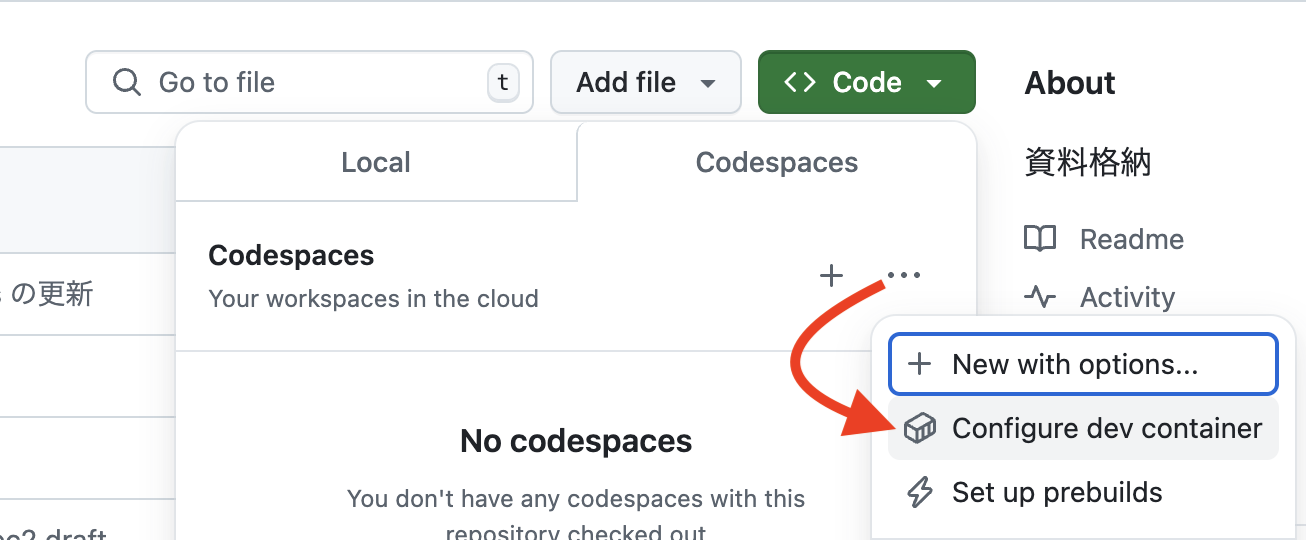 Go to file
t
Add file
Code
About
Local
Codespaces
資料格納
Codespaces
Your workspaces in the cloud
Readme
の更新
Activity
New with options...
Configure dev container
Set up prebuilds
No codespaces
You don't have any codespaces with this
repository checked out
draft